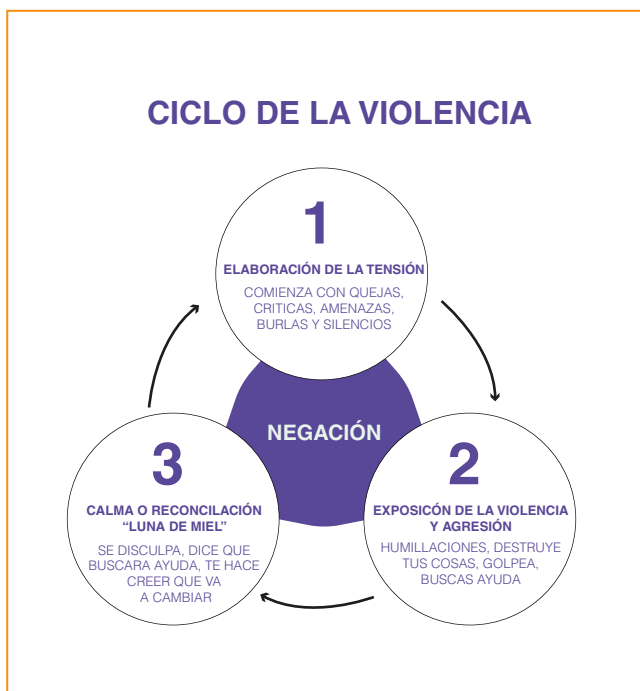 CICLO DE LA VIOLENCIA
1
ELABORACIÓN DE LA TENSIÓN
COMIENZA CON QUEJAS,
CRITICAS, AMENAZAS,
BURLAS Y SILENCIOS
NEGACIÓN
2
EXPOSICÓN DE LA VIOLENCIA
Y AGRESIÓN
HUMILLACIONES, DESTRUYE
TUS COSAS, GOLPEA,
BUSCAS AYUDA
3
CALMA O RECONCILACIÓN
“LUNA DE MIEL”
SE DISCULPA, DICE QUE
BUSCARA AYUDA, TE HACE
CREER QUE VA
A CAMBIAR